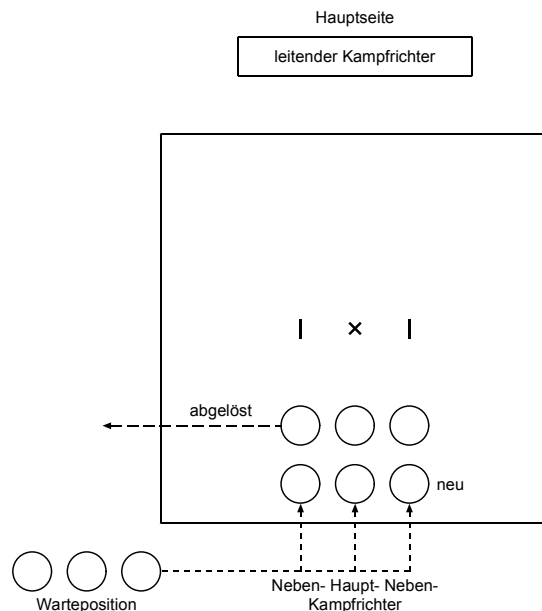 Hauptseite
leitender Kampfrichter
abgelöst
neu
Neben- Haupt- Neben-
Kampfrichter
Warteposition